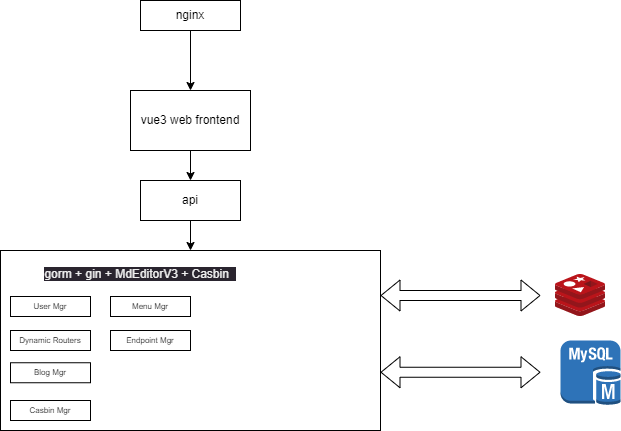 nginx
vue3 web frontend
api
gorm + gin + MdEditorV3 + Casbin
User Mgr
Menu Mgr
Dynamic Routers
Endpoint Mgr
Blog Mgr
Casbin Mgr
MySQL
M